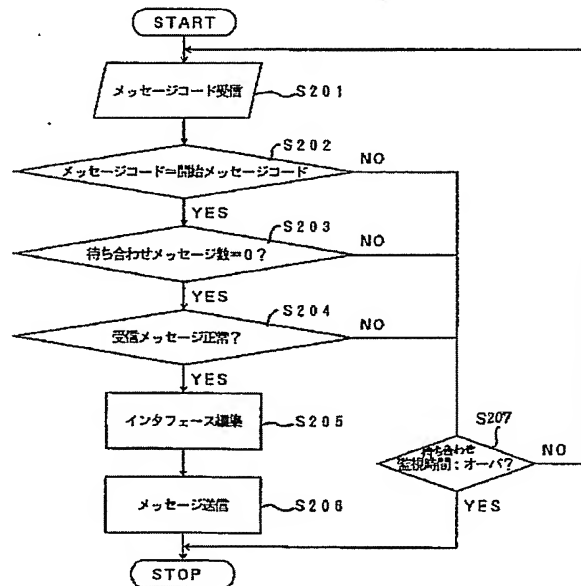 START
メッセージコード受信
S201
S202
メッセージコード=開始メッセージコード
NO
YES
S203
待ち合わせメッセージ数=0?
NO
YES
S204
受信メッセージ正常?
NO
YES
インタフェース編集
S205
S207
待ち合わせ
監視時間:オーバ?
NO
メッセージ送信
S206
YES
STOP